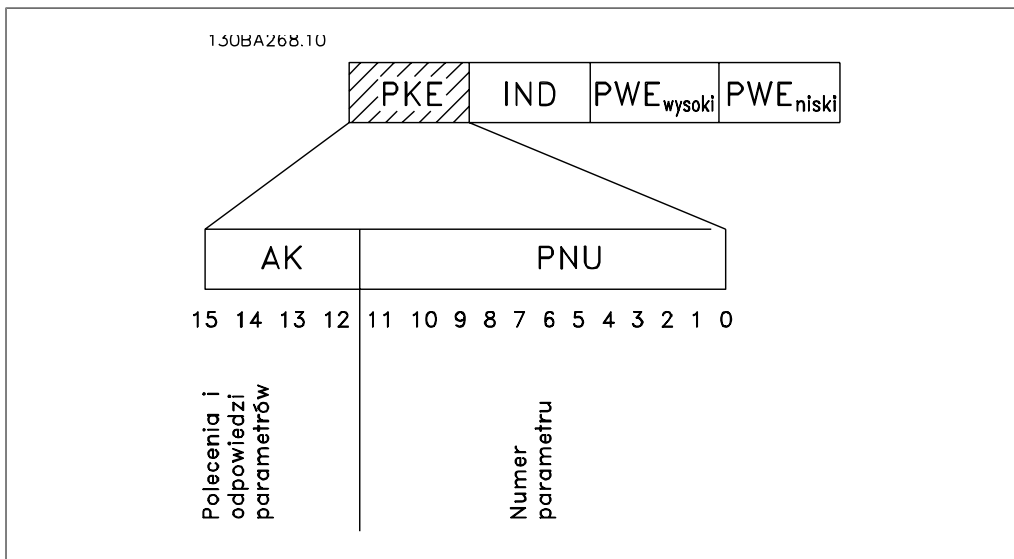 130BA268.10
PKE IND PWEwysoki PWEniski
AK PNU
15 14 13 12 11 10 9 8 7 6 5 4 3 2 1 0
Polecenia i
odpowiedzi
parametrów
Numer
parametru